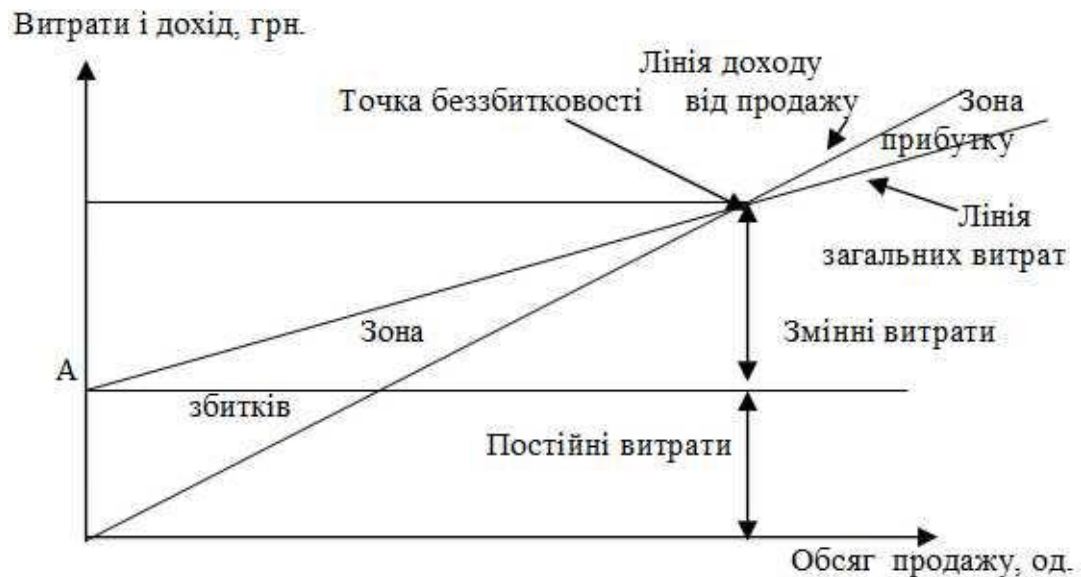 Витрати і дохід, грн.
Лінія доходу
від продажу
Точка беззбитковості
Зона
прибутку
Лінія
загальних витрат
Зона
збитків
Змінні витрати
А
Постійні витрати
Обсяг продажу, од.